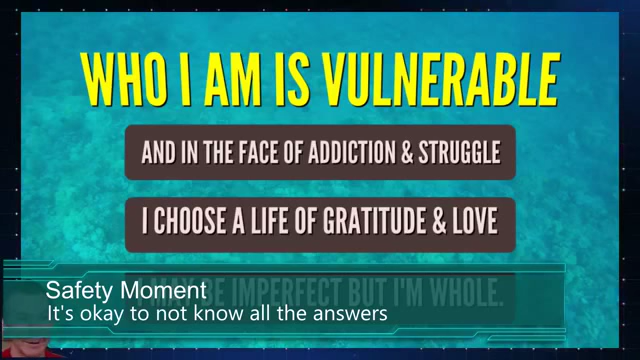 WHO I AM IS VULNERABLE
AND IN THE FACE OF ADDICTION & STRUGGLE
I CHOOSE A LIFE OF GRATITUDE & LOVE
I MAY BE IMPERFECT BUT I'M WHOLE.
Safety Moment
It's okay to not know all the answers